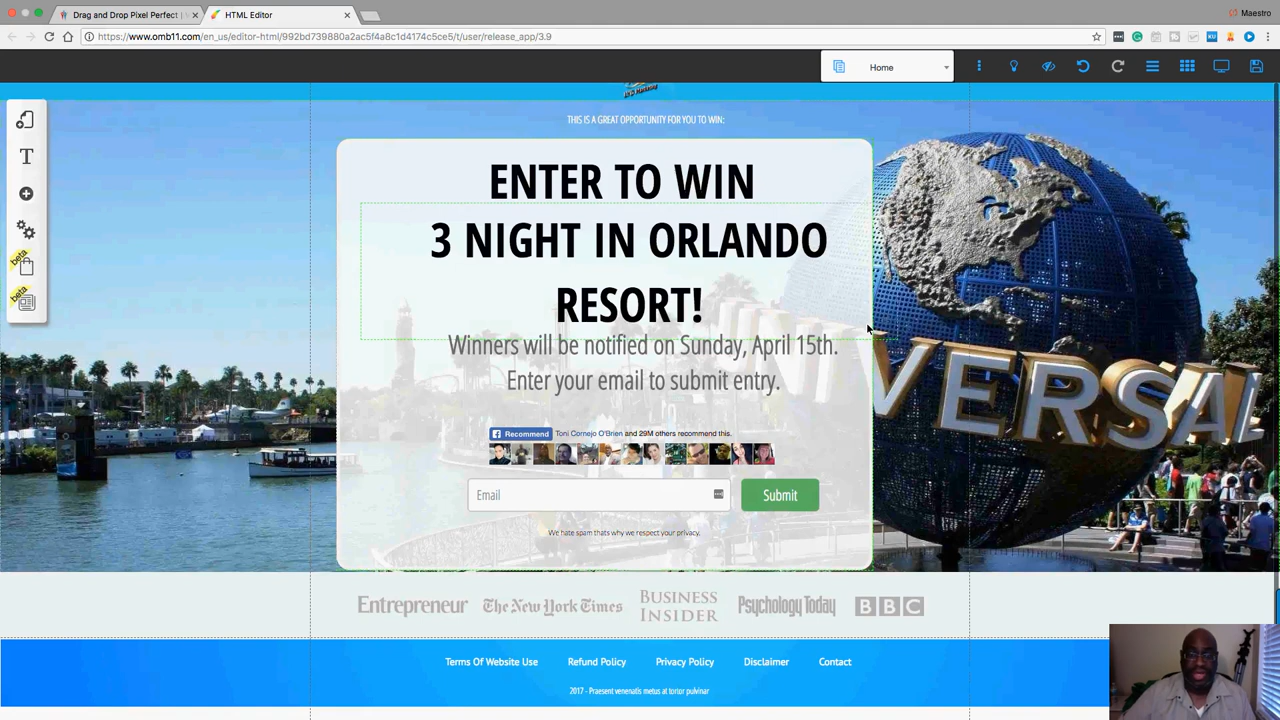 Drag and Drop Pixel Perfect |
HTML Editor
Maestro
https://www.omb11.com/en_us/editor-html/992bd739880a2ac5f4a8c1d4174c5ce5/t/user/release_app/3.9
Home
THIS IS A GREAT OPPORTUNITY FOR YOU TO WIN:
T
beta
beta
ENTER TO WIN
3 NIGHT IN ORLANDO
RESORT!
Winners will be notified on Sunday, April 15th.
Enter your email to submit entry.
VERSAL
Recommend Toni Cornejo O'Brien and 29M others recommend this.
Email
Submit
We hate spam thats why we respect your privacy.
Entrepreneur The New York Times BUSINESS INSIDER Psychology Today BBC
Terms Of Website Use Refund Policy Privacy Policy Disclaimer Contact
2017 - Praesent venenatis metus at tortor pulvinar